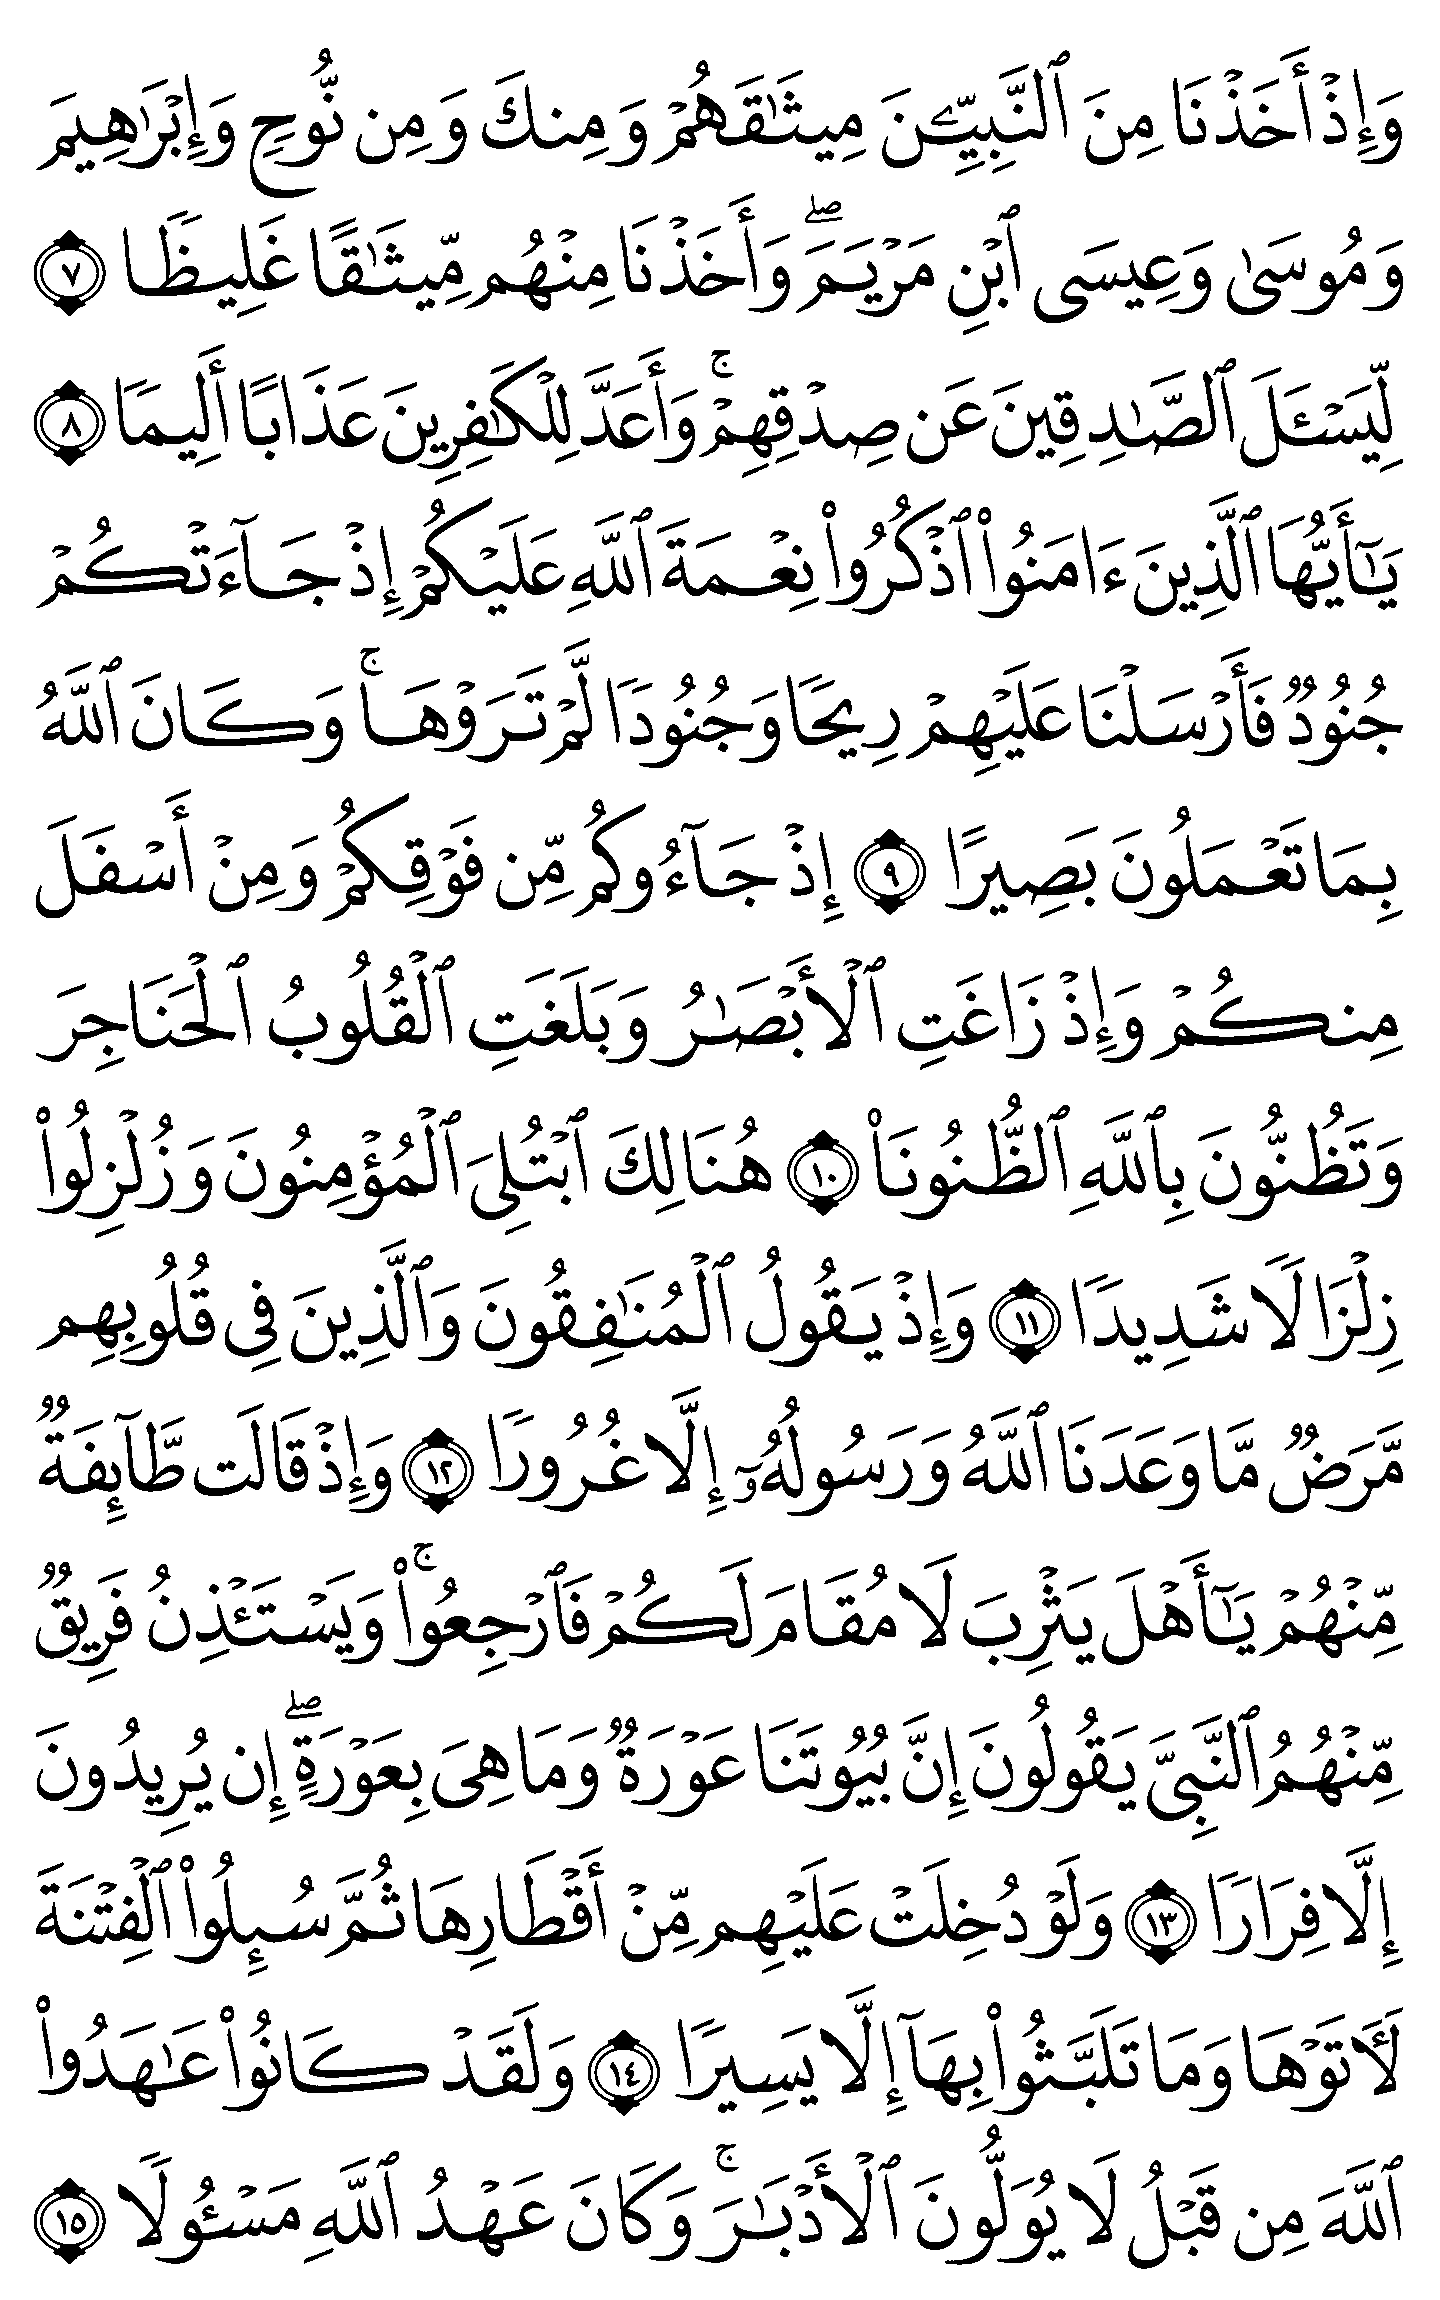 وَإِذْ أَخَذْنَا مِنَ ٱلنَّبِيِّۦنَ مِيثَٰقَهُمْ وَمِنكَ وَمِن نُّوحٍ وَإِبْرَٰهِيمَ
وَمُوسَىٰ وَعِيسَى ٱبْنِ مَرْيَمَ ۖ وَأَخَذْنَا مِنْهُم مِّيثَٰقًا غَلِيظًا ٧
لِّيَسْـَٔلَ ٱلصَّٰدِقِينَ عَن صِدْقِهِمْ ۚ وَأَعَدَّ لِلْكَٰفِرِينَ عَذَابًا أَلِيمًا ٨
يَٰٓأَيُّهَا ٱلَّذِينَ ءَامَنُوا۟ ٱذْكُرُوا۟ نِعْمَةَ ٱللَّهِ عَلَيْكُمْ إِذْ جَآءَتْكُمْ
جُنُودٌ فَأَرْسَلْنَا عَلَيْهِمْ رِيحًا وَجُنُودًا لَّمْ تَرَوْهَا ۚ وَكَانَ ٱللَّهُ
بِمَا تَعْمَلُونَ بَصِيرًا ٩ إِذْ جَآءُوكُم مِّن فَوْقِكُمْ وَمِنْ أَسْفَلَ
مِنكُمْ وَإِذْ زَاغَتِ ٱلْأَبْصَٰرُ وَبَلَغَتِ ٱلْقُلُوبُ ٱلْحَنَاجِرَ
وَتَظُنُّونَ بِٱللَّهِ ٱلظُّنُونَا۠ ١٠ هُنَالِكَ ٱبْتُلِىَ ٱلْمُؤْمِنُونَ وَزُلْزِلُوا۟
زِلْزَالًا شَدِيدًا ١١ وَإِذْ يَقُولُ ٱلْمُنَٰفِقُونَ وَٱلَّذِينَ فِى قُلُوبِهِم
مَّرَضٌ مَّا وَعَدَنَا ٱللَّهُ وَرَسُولُهُۥٓ إِلَّا غُرُورًا ١٢ وَإِذْ قَالَت طَّآئِفَةٌ
مِّنْهُمْ يَٰٓأَهْلَ يَثْرِبَ لَا مُقَامَ لَكُمْ فَٱرْجِعُوا۟ ۚ وَيَسْتَـْٔذِنُ فَرِيقٌ
مِّنْهُمُ ٱلنَّبِىَّ يَقُولُونَ إِنَّ بُيُوتَنَا عَوْرَةٌ وَمَا هِىَ بِعَوْرَةٍ ۖ إِن يُرِيدُونَ
إِلَّا فِرَارًا ١٣ وَلَوْ دُخِلَتْ عَلَيْهِم مِّنْ أَقْطَارِهَا ثُمَّ سُئِلُوا۟ ٱلْفِتْنَةَ
لَـَٔاتَوْهَا وَمَا تَلَبَّثُوا۟ بِهَآ إِلَّا يَسِيرًا ١٤ وَلَقَدْ كَانُوا۟ عَٰهَدُوا۟
ٱللَّهَ مِن قَبْلُ لَا يُوَلُّونَ ٱلْأَدْبَٰرَ ۚ وَكَانَ عَهْدُ ٱللَّهِ مَسْـُٔولًا ١٥